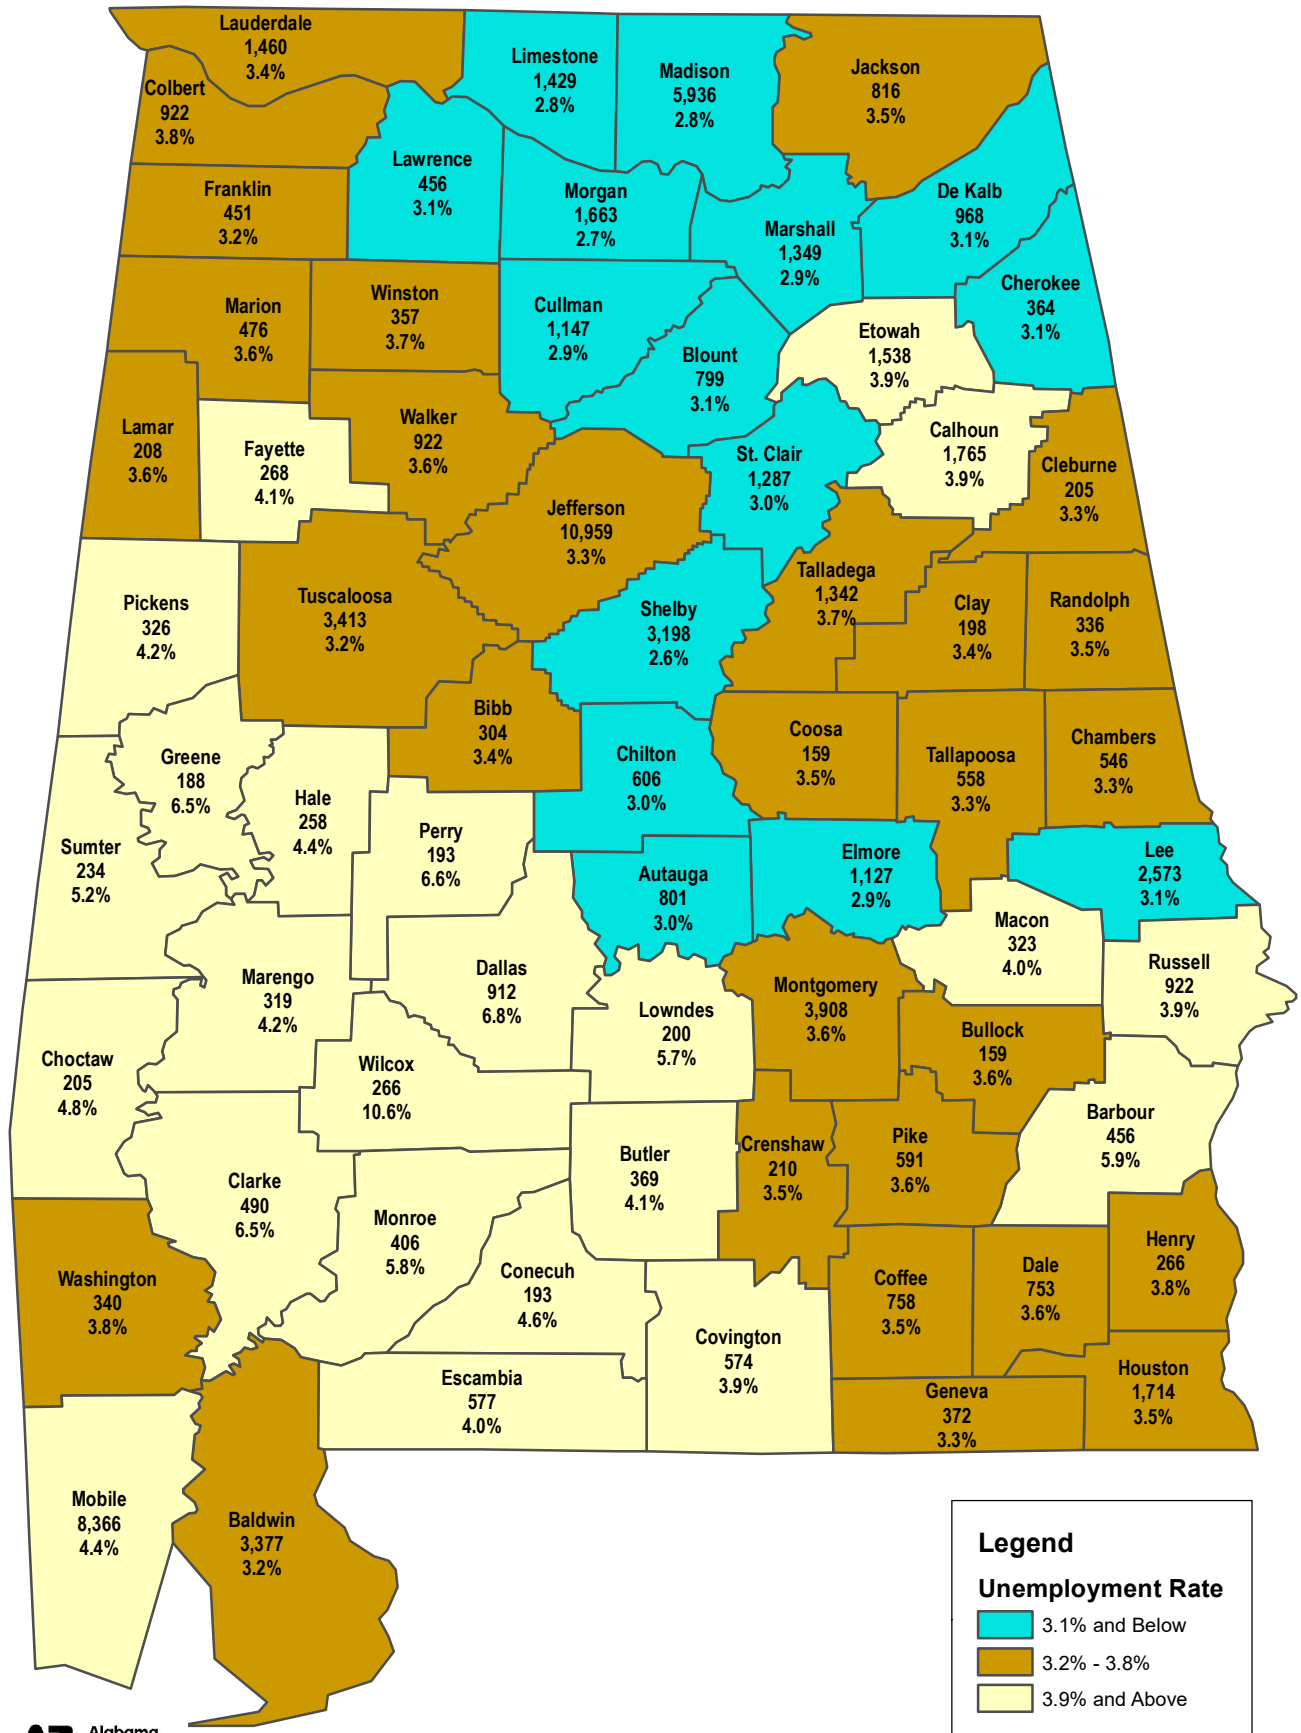 Lauderdale
1,460
3.4%
Limestone
1,429
2.8%
Madison
5,936
2.8%
Jackson
816
3.5%
Colbert
922
3.8%
Lawrence
456
3.1%
Franklin
451
3.2%
Morgan
1,663
2.7%
De Kalb
968
3.1%
Marshall
1,349
2.9%
Cherokee
364
3.1%
Marion
476
3.6%
Winston
357
3.7%
Cullman
1,147
2.9%
Etowah
1,538
3.9%
Blount
799
3.1%
Lamar
208
3.6%
Walker
922
3.6%
Fayette
268
4.1%
St. Clair
1,287
3.0%
Calhoun
1,765
3.9%
Cleburne
205
3.3%
Jefferson
10,959
3.3%
Talladega
1,342
3.7%
Pickens
326
4.2%
Tuscaloosa
3,413
3.2%
Shelby
3,198
2.6%
Clay
198
3.4%
Randolph
336
3.5%
Bibb
304
3.4%
Coosa
159
3.5%
Chambers
546
3.3%
Greene
188
6.5%
Chilton
606
3.0%
Tallapoosa
558
3.3%
Hale
258
4.4%
Perry
193
6.6%
Sumter
234
5.2%
Autauga
801
3.0%
Elmore
1,127
2.9%
Lee
2,573
3.1%
Macon
323
4.0%
Marengo
319
4.2%
Dallas
912
6.8%
Montgomery
3,908
3.6%
Russell
922
3.9%
Lowndes
200
5.7%
Bullock
159
3.6%
Choctaw
205
4.8%
Wilcox
266
10.6%
Barbour
456
5.9%
Butler
369
4.1%
Crenshaw
210
3.5%
Pike
591
3.6%
Clarke
490
6.5%
Monroe
406
5.8%
Henry
266
3.8%
Washington
340
3.8%
Conecuh
193
4.6%
Coffee
758
3.5%
Dale
753
3.6%
Covington
574
3.9%
Escambia
577
4.0%
Geneva
372
3.3%
Houston
1,714
3.5%
Mobile
8,366
4.4%
Baldwin
3,377
3.2%
Legend
Unemployment Rate
3.1% and Below
3.2% - 3.8%
3.9% and Above
Alabama